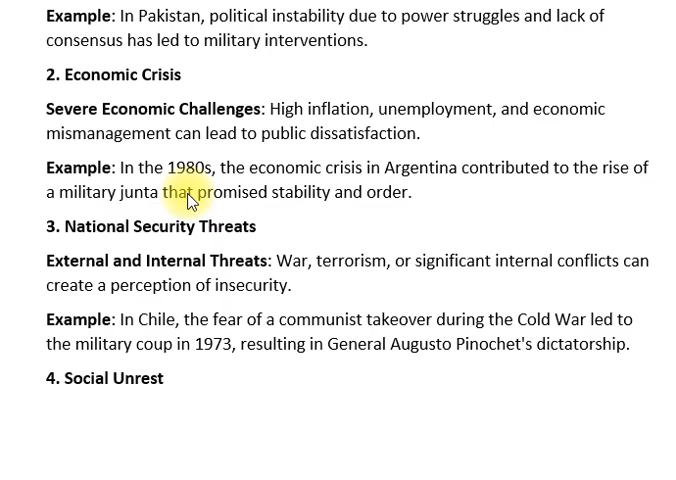 Example: In Pakistan, political instability due to power struggles and lack of
consensus has led to military interventions.
2. Economic Crisis
Severe Economic Challenges: High inflation, unemployment, and economic
mismanagement can lead to public dissatisfaction.
Example: In the 1980s, the economic crisis in Argentina contributed to the rise of
a military junta that promised stability and order.
3. National Security Threats
External and Internal Threats: War, terrorism, or significant internal conflicts can
create a perception of insecurity.
Example: In Chile, the fear of a communist takeover during the Cold War led to
the military coup in 1973, resulting in General Augusto Pinochet's dictatorship.
4. Social Unrest